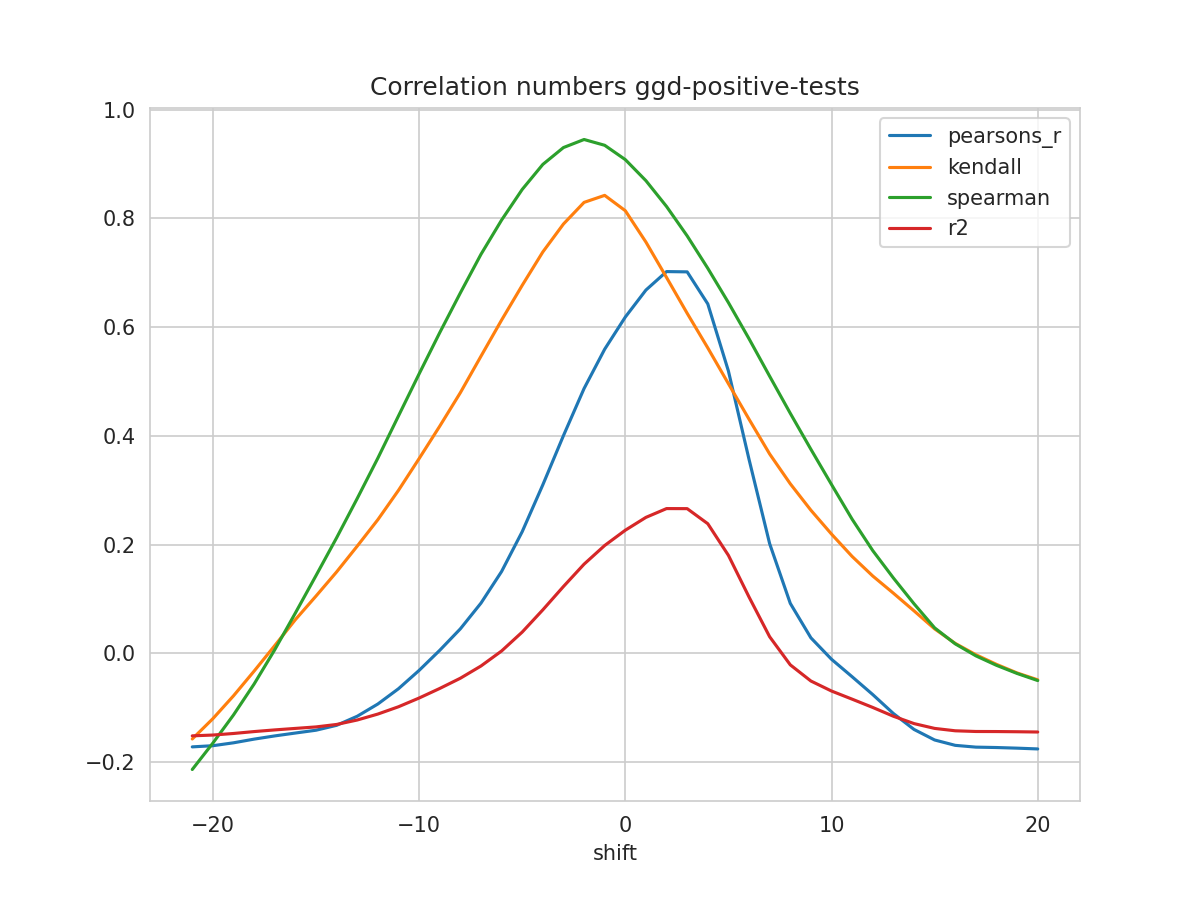 Correlation numbers ggd-positive-tests
1.0
0.8
0.6
0.4
0.2
0.0
−0.2
pearsons_r
kendall
spearman
r2
−20 −10 0 10 20
shift